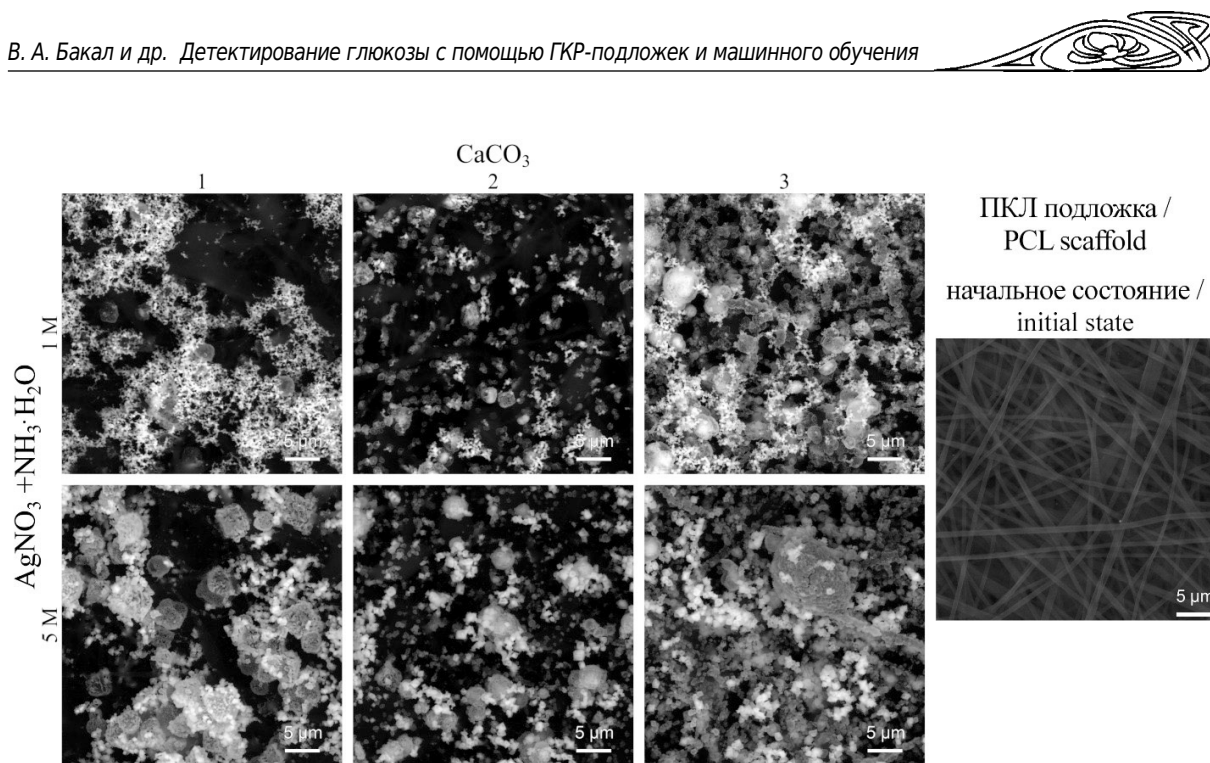 В. А. Бакал и др. Детектирование глюкозы с помощью ГКР-подложек и машинного обучения
CaCO₃
1
2
3
AgNO₃ +NH₃·H₂O
1 M
5 M
5 µm
5 µm
5 µm
5 µm
5 µm
5 µm
ПКЛ подложка /
PCL scaffold
начальное состояние /
initial state
5 µm